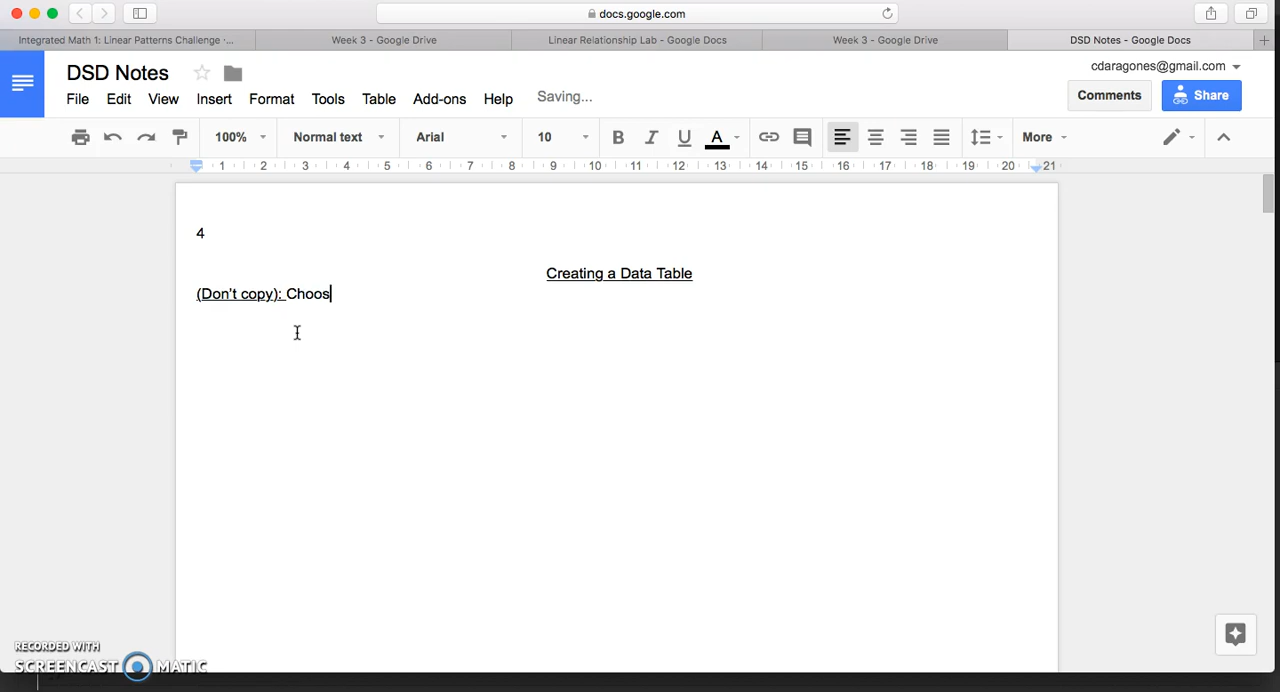 docs.google.com
Integrated Math 1: Linear Patterns Challenge ·...
Week 3 - Google Drive
Linear Relationship Lab - Google Docs
Week 3 - Google Drive
DSD Notes - Google Docs
DSD Notes
cdaragones@gmail.com
File Edit View Insert Format Tools Table Add-ons Help Saving...
Comments
Share
100% Normal text Arial 10 B I U A More
1 2 3 4 5 6 7 8 9 10 11 12 13 14 15 16 17 18 19 20 21
4
Creating a Data Table
(Don't copy): Choos
RECORDED WITH
SCREENCAST MATIC